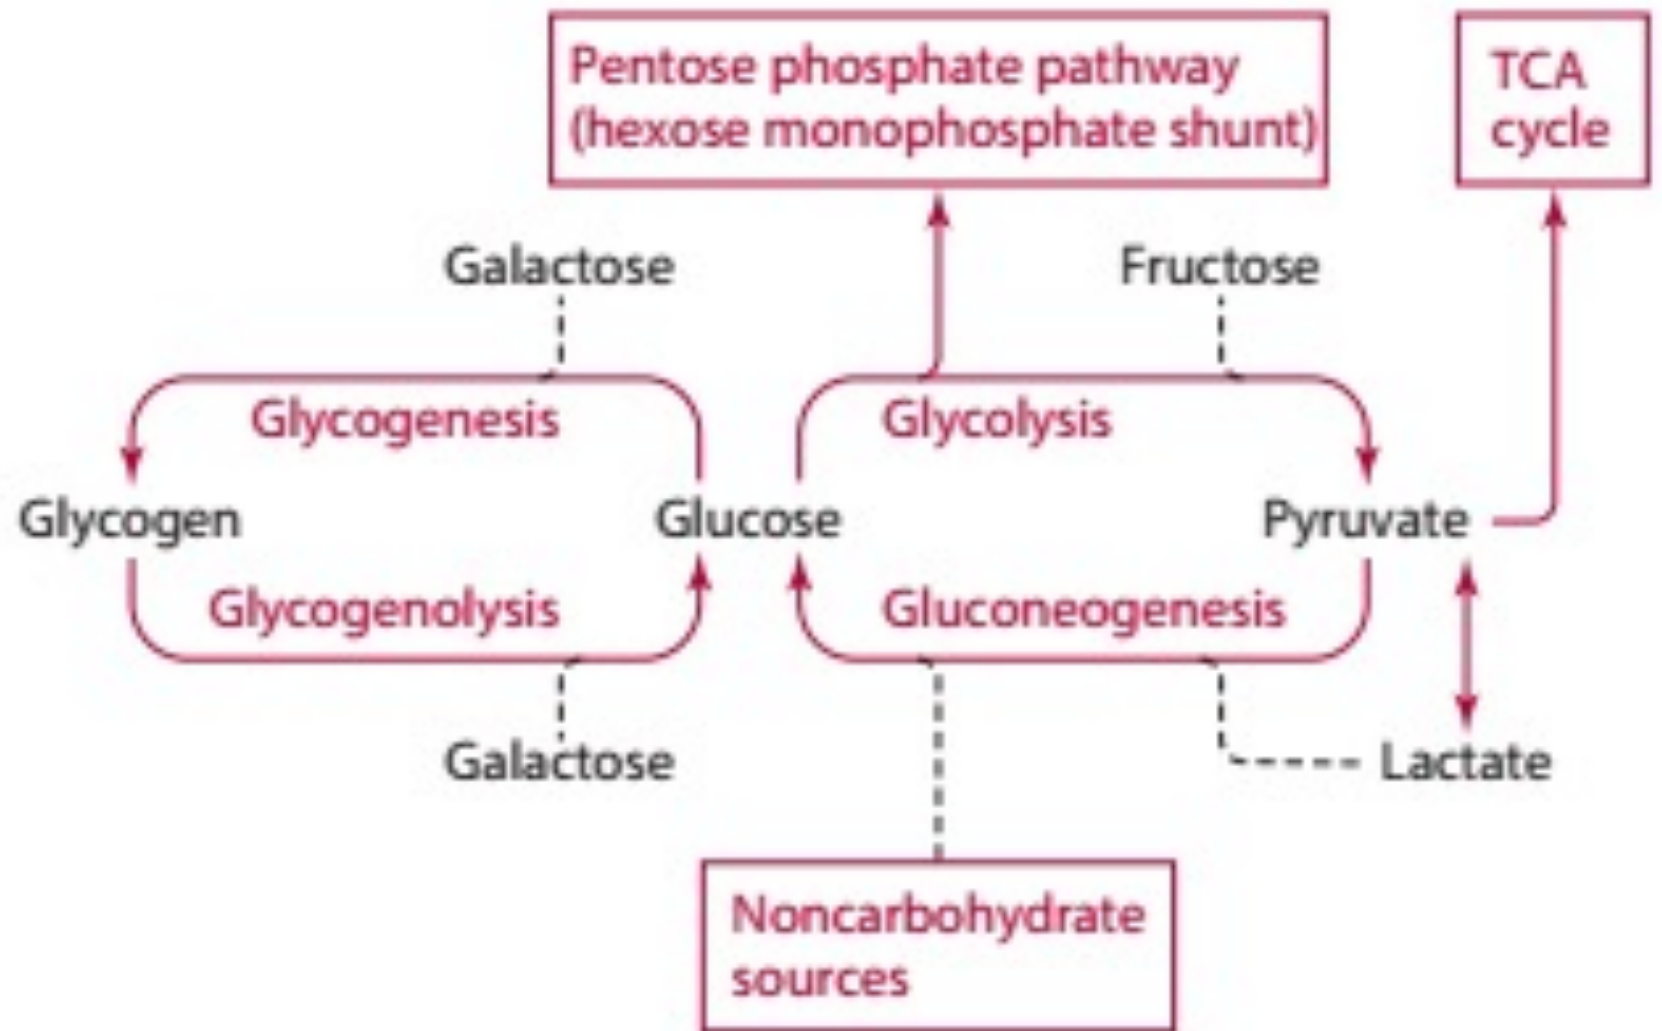 Pentose phosphate pathway
(hexose monophosphate shunt)
TCA
cycle
Galactose
Fructose
Glycogenesis
Glycolysis
Glycogen
Glucose
Pyruvate
Glycogenolysis
Gluconeogenesis
Galactose
Lactate
Noncarbohydrate
sources